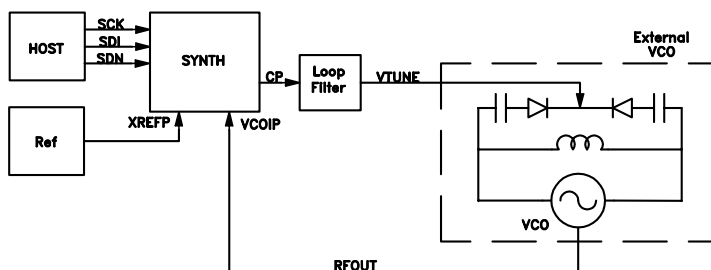 HOST
SCK
SDI
SDN
SYNTH
CP
Loop
Filter
VTUNE
External
VCO
Ref
XREFP
VCOIP
VCO
RFOUT